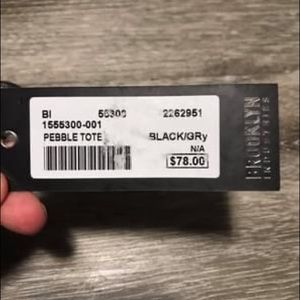 BI 55300 2262951
1555300-001
PEBBLE TOTE BLACK/GRy
N/A
$78.00
BROOKLYN
INDUSTRIES